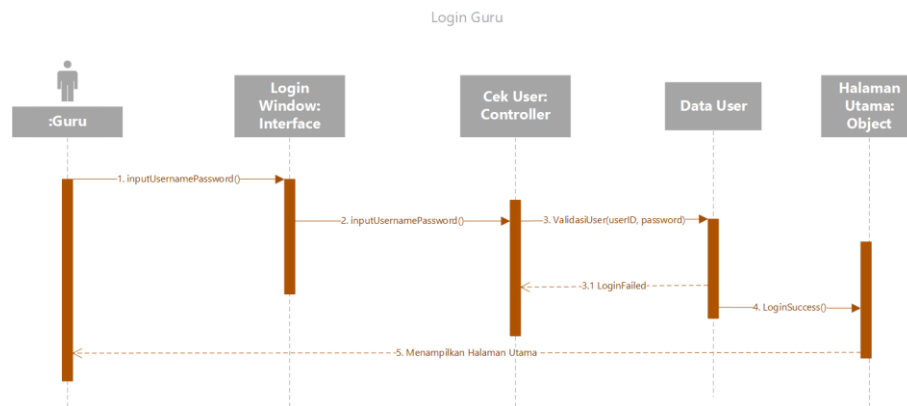 Login Guru
:Guru
Login
Window:
Interface
Cek User:
Controller
Data User
Halaman
Utama:
Object
1. inputUsernamePassword()
2. inputUsernamePassword()
3. ValidasiUser(userID, password)
3.1 LoginFailed
4. LoginSuccess()
5. Menampilkan Halaman Utama